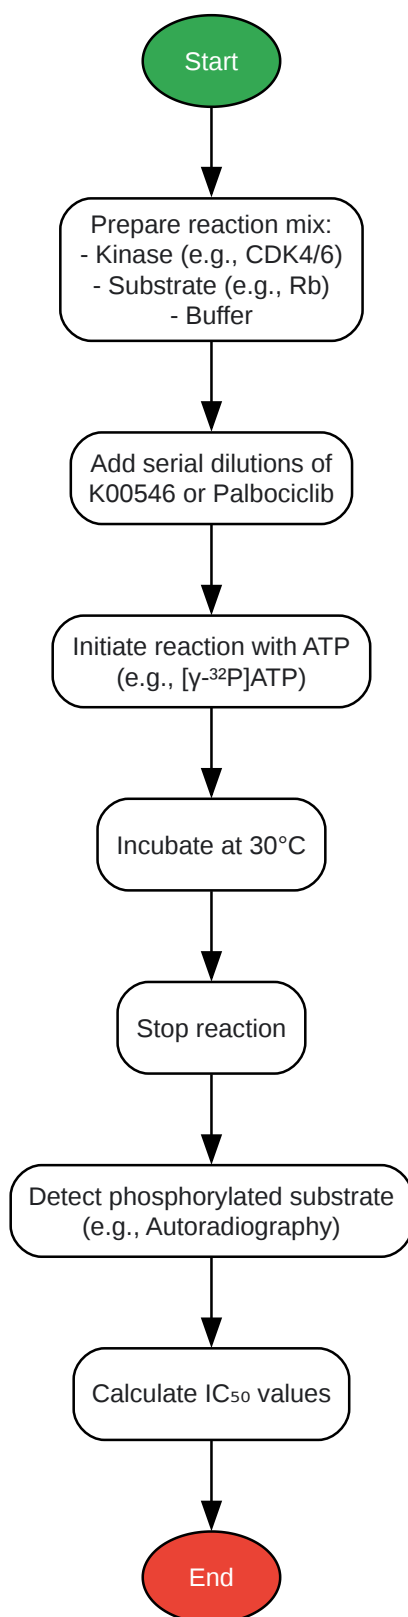 Start
Prepare reaction mix:
- Kinase (e.g., CDK4/6)
- Substrate (e.g., Rb)
- Buffer
Add serial dilutions of
K00546 or Palbociclib
Initiate reaction with ATP
(e.g., [γ-³²P]ATP)
Incubate at 30°C
Stop reaction
Detect phosphorylated substrate
(e.g., Autoradiography)
Calculate IC₅₀ values
End